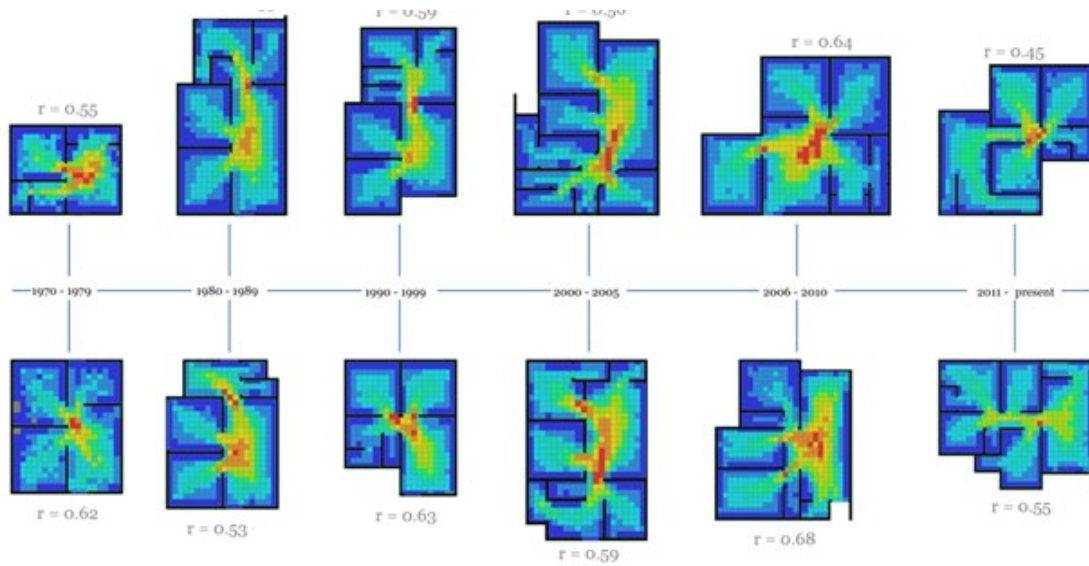 r = 0.59
r = 0.64
r = 0.45
r = 0.55
1970 - 1979
1980 - 1989
1990 - 1999
2000 - 2005
2006 - 2010
2011 - present
r = 0.62
r = 0.53
r = 0.63
r = 0.59
r = 0.68
r = 0.55